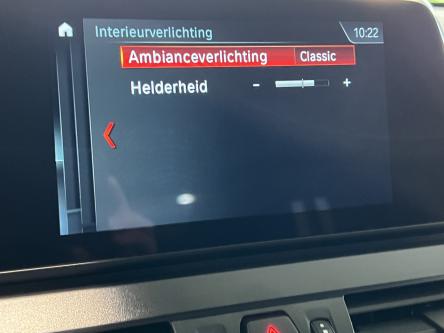 Interieurverlichting 10:22
Ambianceverlichting Classic
Helderheid - +